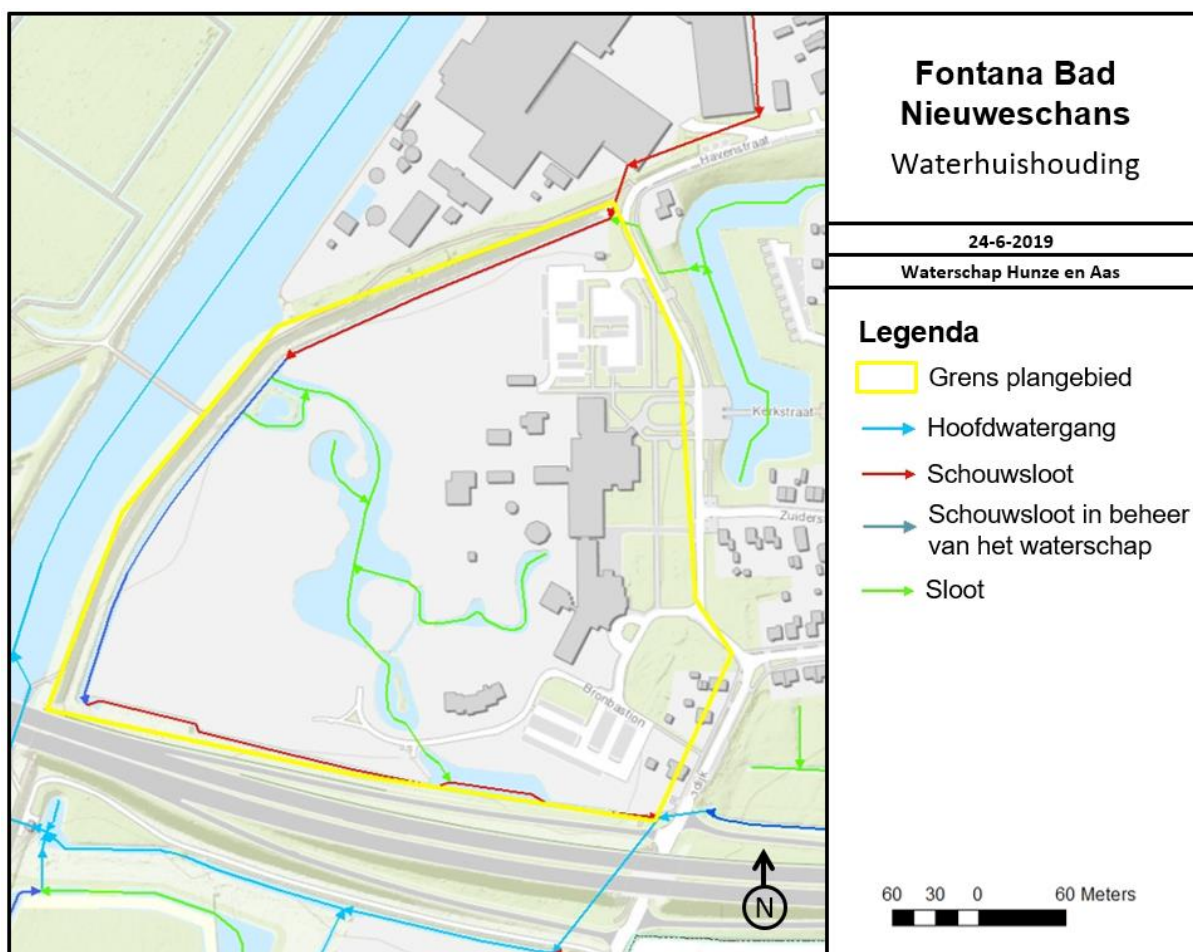 Fontana Bad
Nieuweschans
Waterhuishouding
24-6-2019
Waterschap Hunze en Aas
Legenda
Grens plangebied
Hoofdwatergang
Schouwsloot
Schouwsloot in beheer
van het waterschap
Sloot
60 30 0 60 Meters
N
Havenstraat
Kerkstraat
Zuiders
Bronbastion